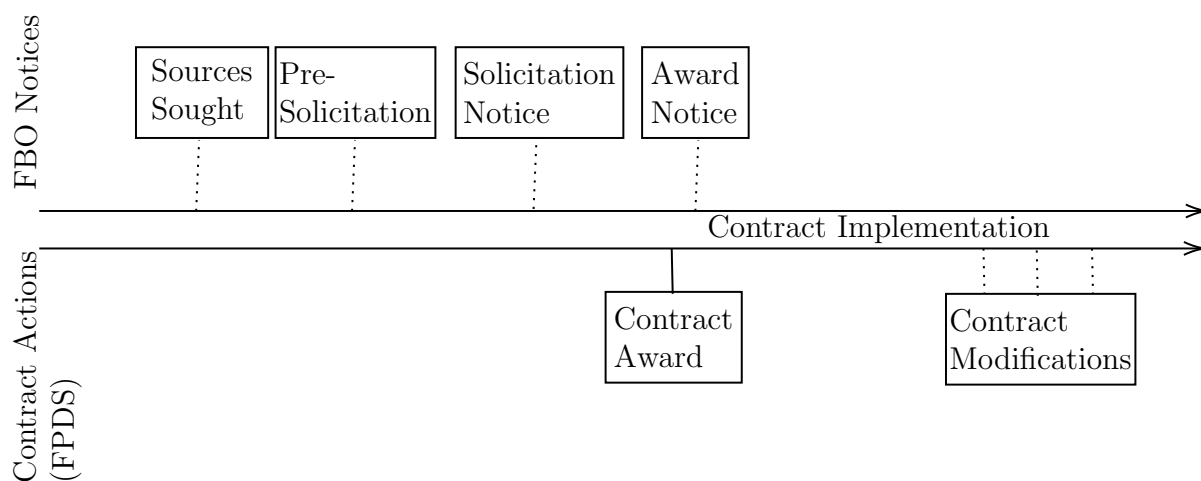 FBO Notices
Sources
Sought
Pre-
Solicitation
Solicitation
Notice
Award
Notice
Contract Implementation
Contract Actions
(FPDS)
Contract
Award
Contract
Modifications